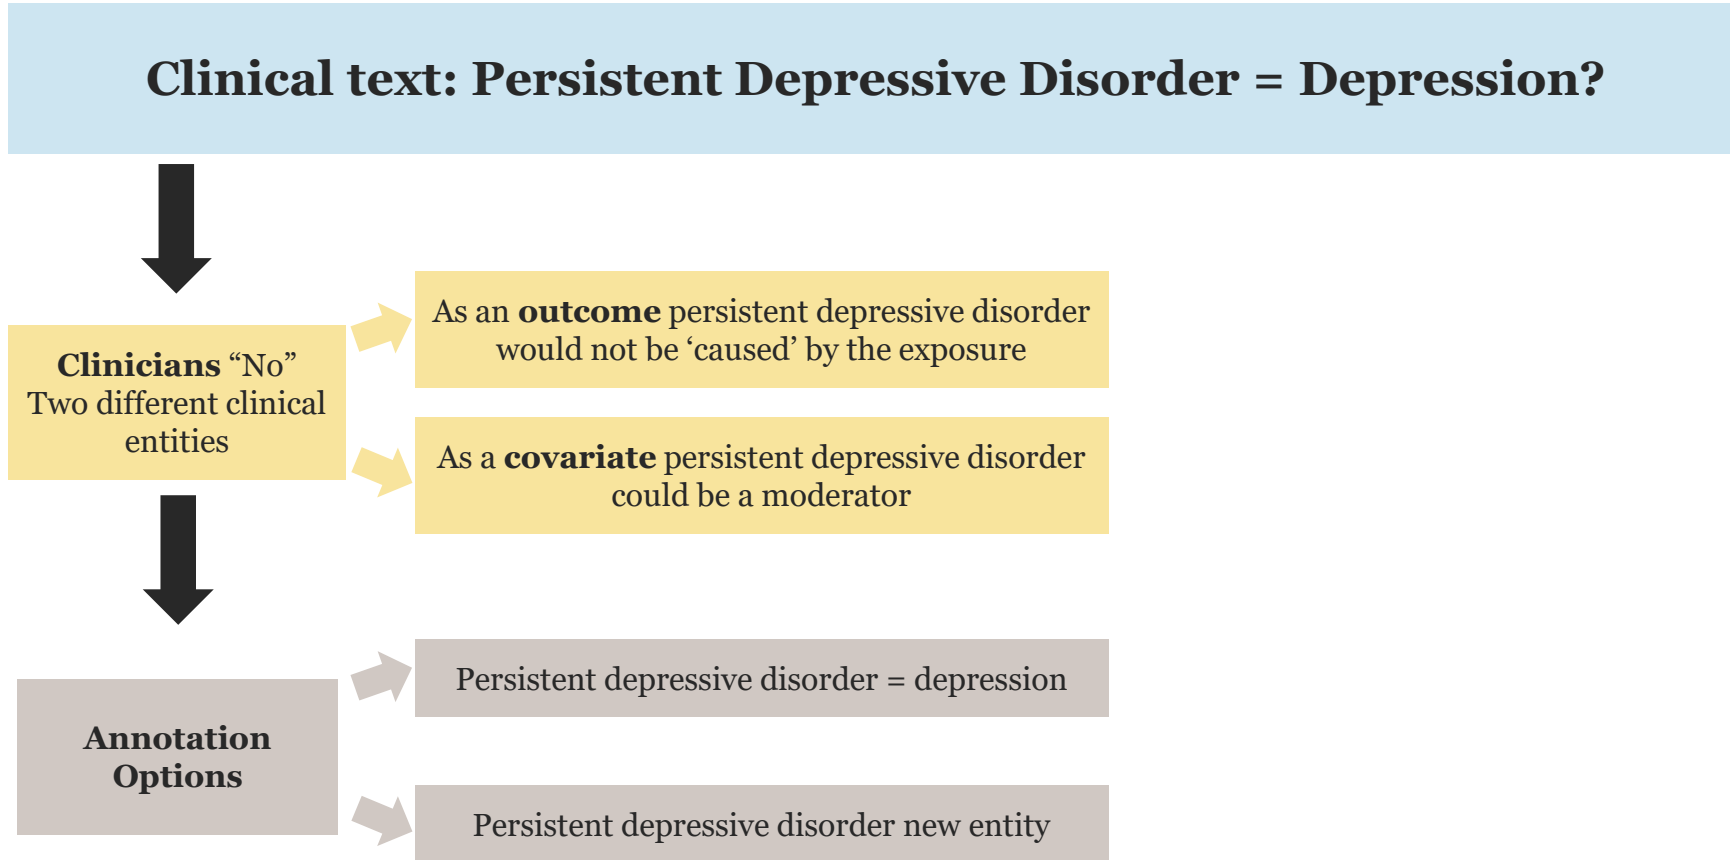 Clinical text: Persistent Depressive Disorder = Depression?
Clinicians “No”
Two different clinical
entities
As an outcome persistent depressive disorder
would not be ‘caused’ by the exposure
As a covariate persistent depressive disorder
could be a moderator
Annotation
Options
Persistent depressive disorder = depression
Persistent depressive disorder new entity